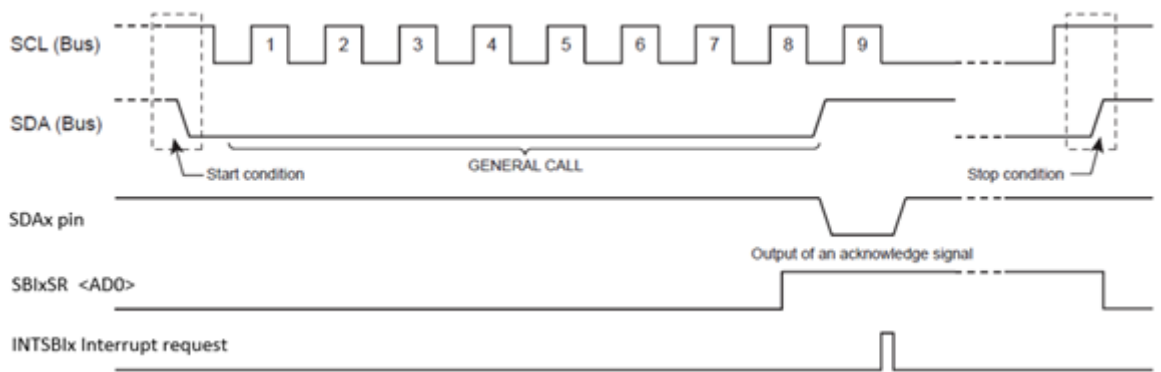 SCL (Bus)
1 2 3 4 5 6 7 8 9
SDA (Bus)
Start condition
GENERAL CALL
Stop condition
SDAx pin
Output of an acknowledge signal
SBIxSR <AD0>
INTSBIx Interrupt request